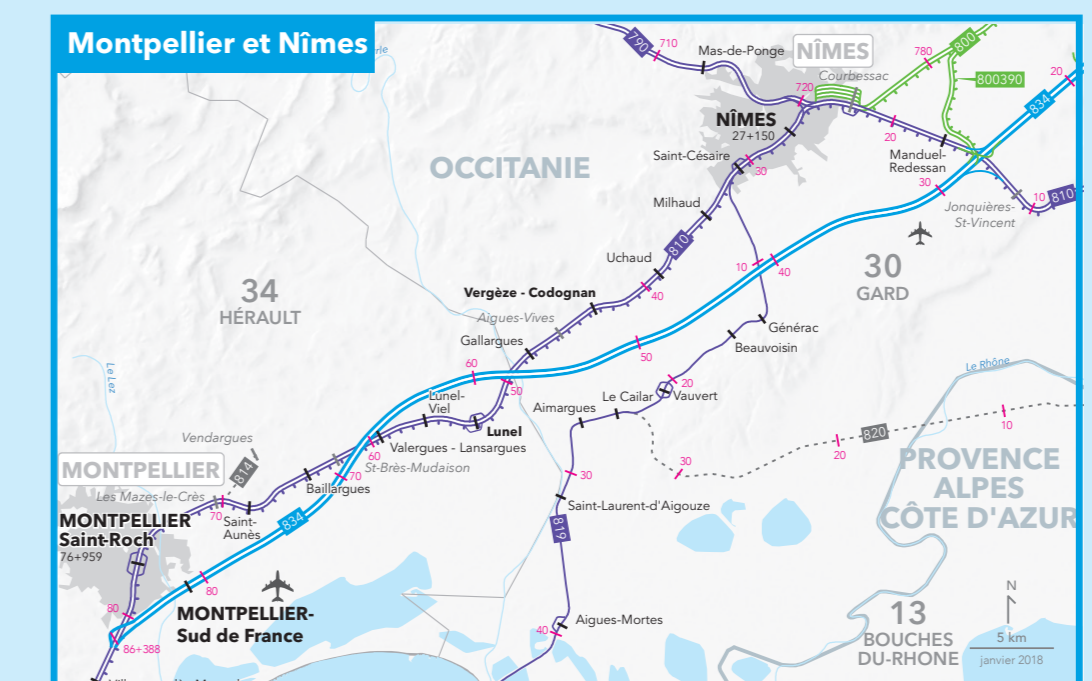 Montpellier et Nîmes
790
710
Mas-de-Ponge
NÎMES
Courbessac
780
800
800390
20
834
720
NÎMES
27+150
20
Saint-Césaire
30
Manduel-
Redessan
30
10
810
Jonquières-
St-Vincent
OCCITANIE
Milhaud
810
Uchaud
10
40
40
30
GARD
34
HÉRAULT
Vergèze - Codognan
Aigues-Vives
Gallargues
Générac
Beauvoisin
50
60
50
Le Lez
Le Rhône
Lunel-
Viel
Aimargues
Le Cailar
20
Vauvert
Lunel
Valergues - Lansargues
60
St-Brès-Mudaison
70
Vendargues
814
MONTPELLIER
Baillargues
Les Mazes-le-Crès
70
Saint-
Aunès
834
MONTPELLIER
Saint-Roch
76+959
30
30
820
20
10
PROVENCE
ALPES
CÔTE D'AZUR
Saint-Laurent-d'Aigouze
819
80
80
MONTPELLIER-
Sud de France
86+388
Aigues-Mortes
40
13
BOUCHES
DU-RHONE
N
5 km
janvier 2018